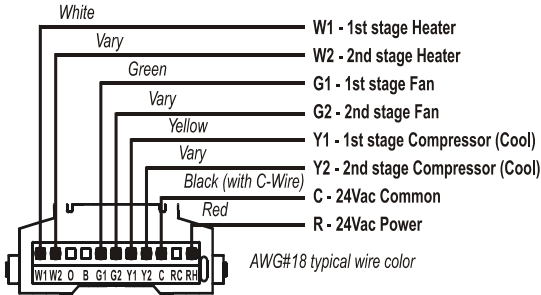 White
W1 - 1st stage Heater
Vary
W2 - 2nd stage Heater
Green
G1 - 1st stage Fan
Vary
G2 - 2nd stage Fan
Yellow
Y1 - 1st stage Compressor (Cool)
Vary
Y2 - 2nd stage Compressor (Cool)
Black (with C-Wire)
C - 24Vac Common
Red
R - 24Vac Power
W1 W2 O B G1 G2 Y1 Y2 C RC RH
AWG#18 typical wire color